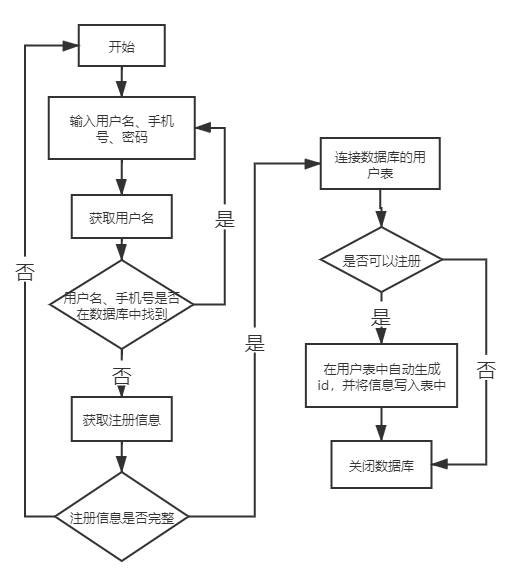 开始
输入用户名、手机
号、密码
获取用户名
是
用户名、手机号是否
在数据库中找到
否
否
获取注册信息
注册信息是否完整
是
连接数据库的用
户表
是否可以注册
是
否
在用户表中自动生成
id，并将信息写入表中
关闭数据库